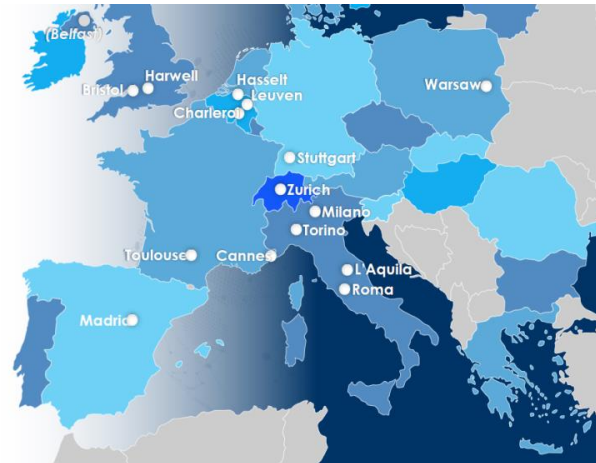 (Belfast)
Harwell
Bristol
Hasselt
Leuven
Charleroi
Warsaw
Stuttgart
Zurich
Milano
Torino
Toulouse
Cannes
L'Aquila
Roma
Madrid